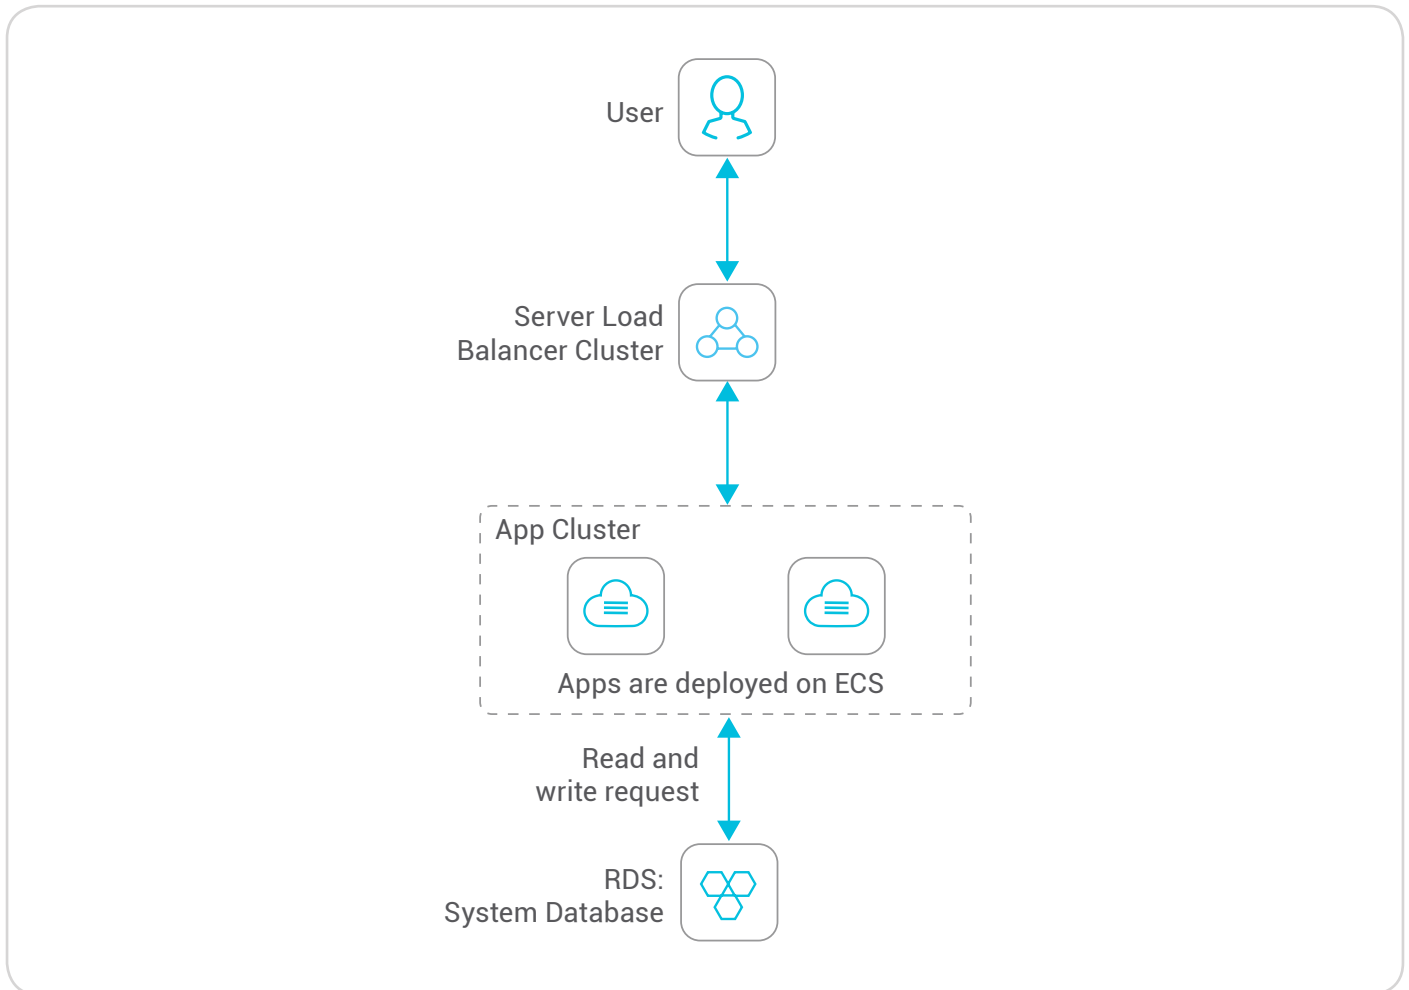 User
Server Load
Balancer Cluster
App Cluster
Apps are deployed on ECS
Read and
write request
RDS:
System Database